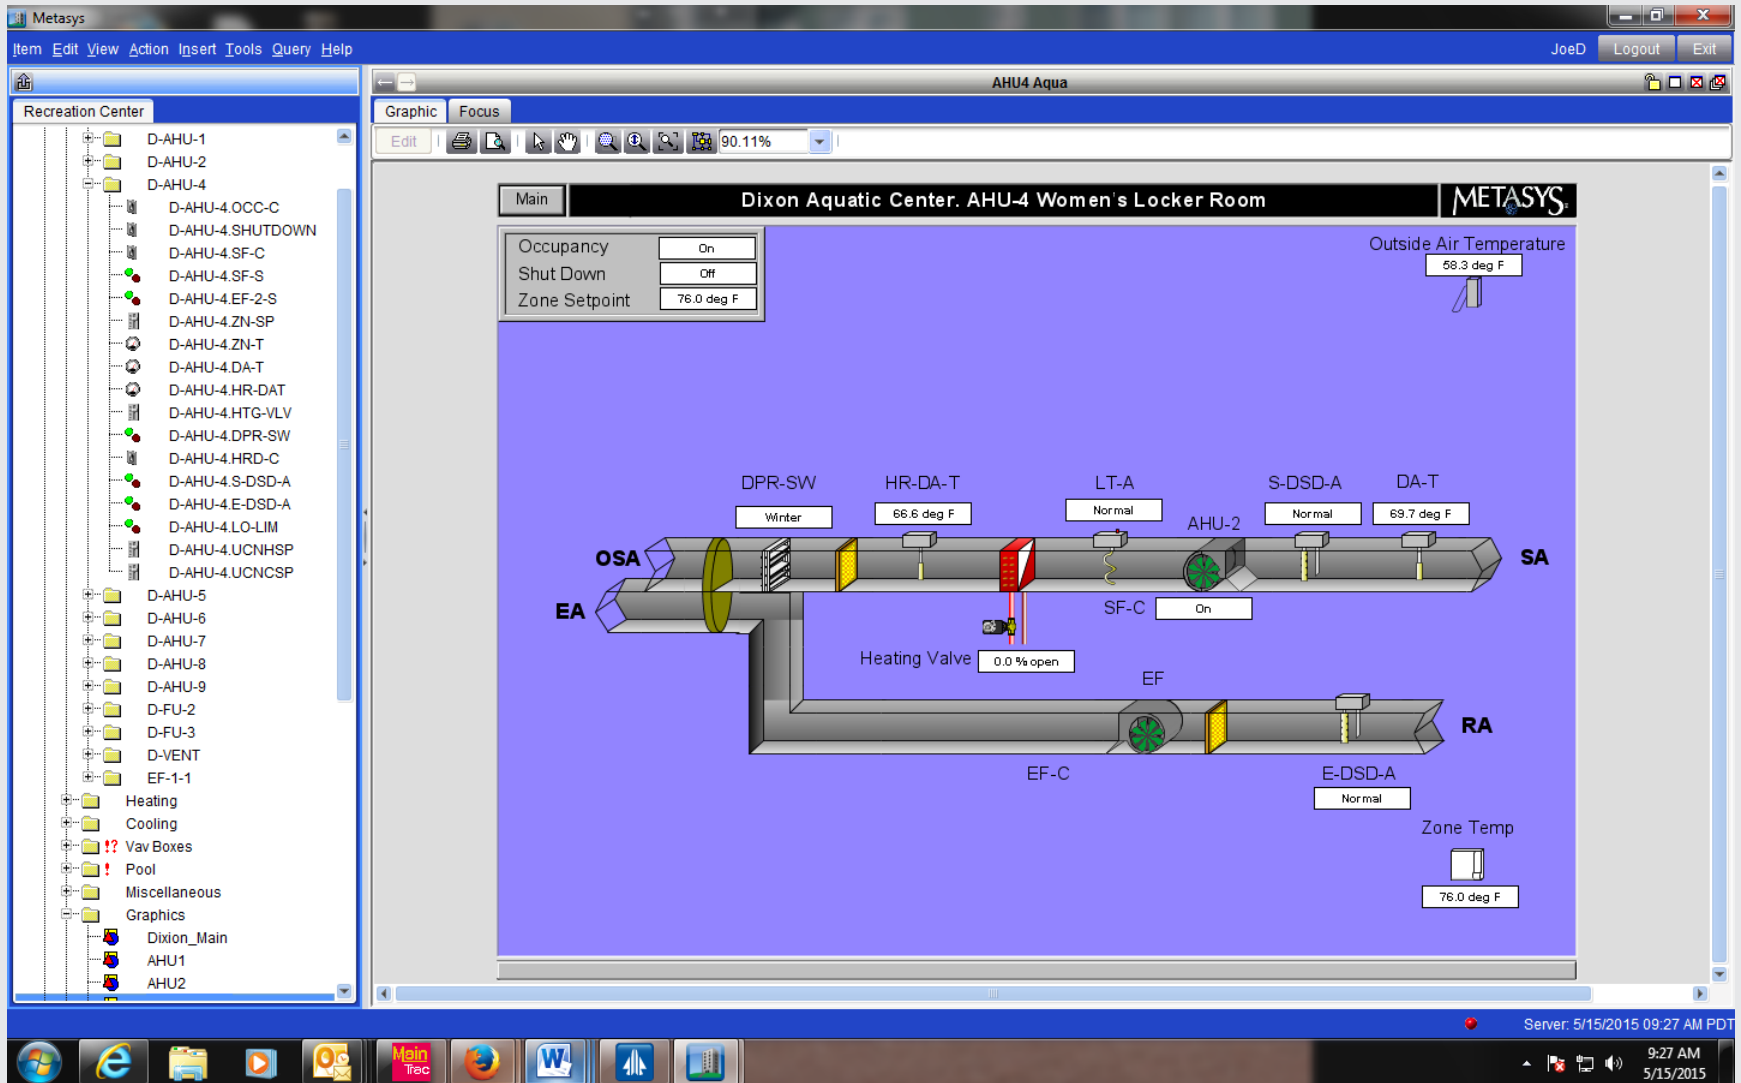 Metasys
Item Edit View Action Insert Tools Query Help
JoeD Logout Exit
AHU4 Aqua
Recreation Center
Graphic Focus
Edit 90.11%
D-AHU-1
D-AHU-2
D-AHU-4
D-AHU-4.OCC-C
D-AHU-4.SHUTDOWN
D-AHU-4.SF-C
D-AHU-4.SF-S
D-AHU-4.EF-2-S
D-AHU-4.ZN-SP
D-AHU-4.ZN-T
D-AHU-4.DA-T
D-AHU-4.HR-DAT
D-AHU-4.HTG-VLV
D-AHU-4.DPR-SW
D-AHU-4.HRD-C
D-AHU-4.S-DSD-A
D-AHU-4.E-DSD-A
D-AHU-4.LO-LIM
D-AHU-4.UCNHSP
D-AHU-4.UCNCSP
D-AHU-5
D-AHU-6
D-AHU-7
D-AHU-8
D-AHU-9
D-FU-2
D-FU-3
D-VENT
EF-1-1
Heating
Cooling
!? Vav Boxes
! Pool
Miscellaneous
Graphics
Dixion_Main
AHU1
AHU2
Main
Dixon Aquatic Center. AHU-4 Women's Locker Room
METASYS
Occupancy On
Shut Down Off
Zone Setpoint 76.0 deg F
Outside Air Temperature
58.3 deg F
DPR-SW HR-DA-T LT-A S-DSD-A DA-T
Winter 66.6 deg F Normal Normal 69.7 deg F
AHU-2
OSA SA
EA SF-C On
Heating Valve 0.0 % open
EF
RA
EF-C E-DSD-A
Normal
Zone Temp
76.0 deg F
Server: 5/15/2015 09:27 AM PDT
Main
Trac
9:27 AM
5/15/2015